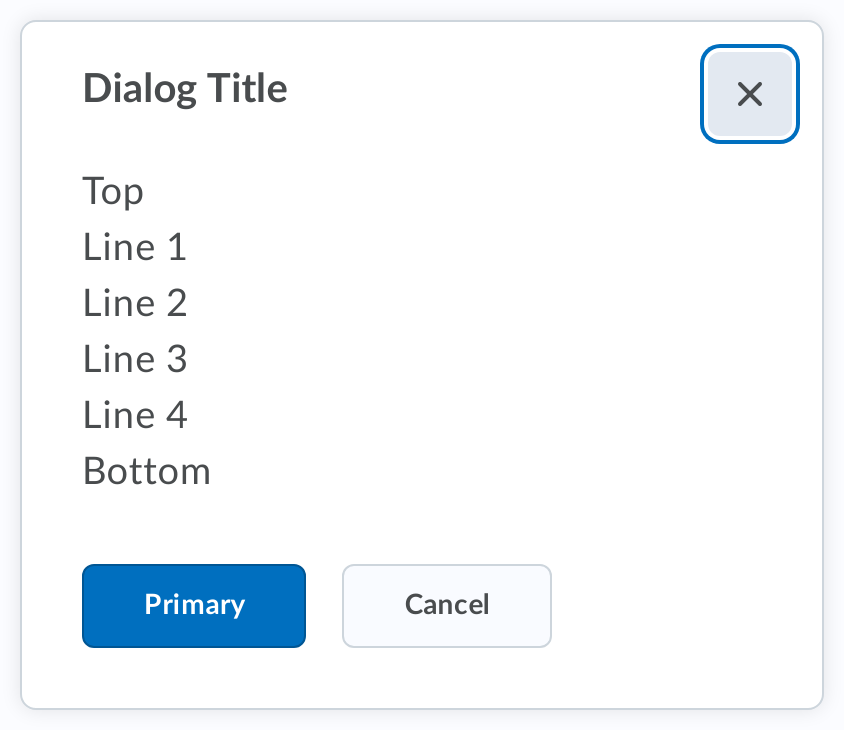 Dialog Title
Top
Line 1
Line 2
Line 3
Line 4
Bottom
Primary
Cancel